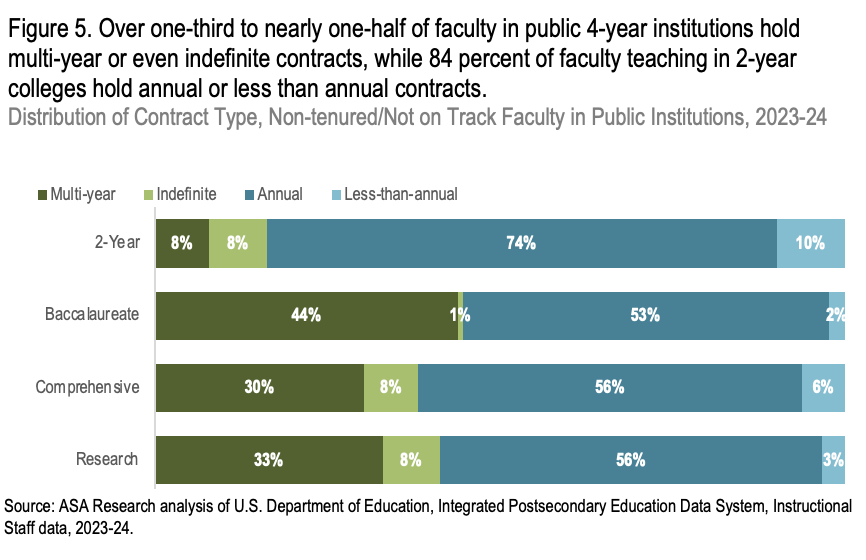 Figure 5. Over one-third to nearly one-half of faculty in public 4-year institutions hold
multi-year or even indefinite contracts, while 84 percent of faculty teaching in 2-year
colleges hold annual or less than annual contracts.
Distribution of Contract Type, Non-tenured/Not on Track Faculty in Public Institutions, 2023-24
Multi-year Indefinite Annual Less-than-annual
2-Year 8% 8% 74% 10%
Baccalaureate 44% 1% 53% 2%
Comprehensive 30% 8% 56% 6%
Research 33% 8% 56% 3%
Source: ASA Research analysis of U.S. Department of Education, Integrated Postsecondary Education Data System, Instructional
Staff data, 2023-24.